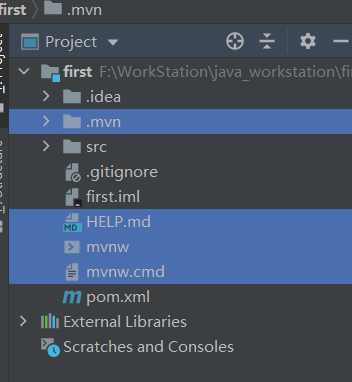 first .mvn
Project
first F:\WorkStation\java_workstation\fi
.idea
.mvn
src
.gitignore
first.iml
MD HELP.md
mvnw
mvnw.cmd
m pom.xml
External Libraries
Scratches and Consoles